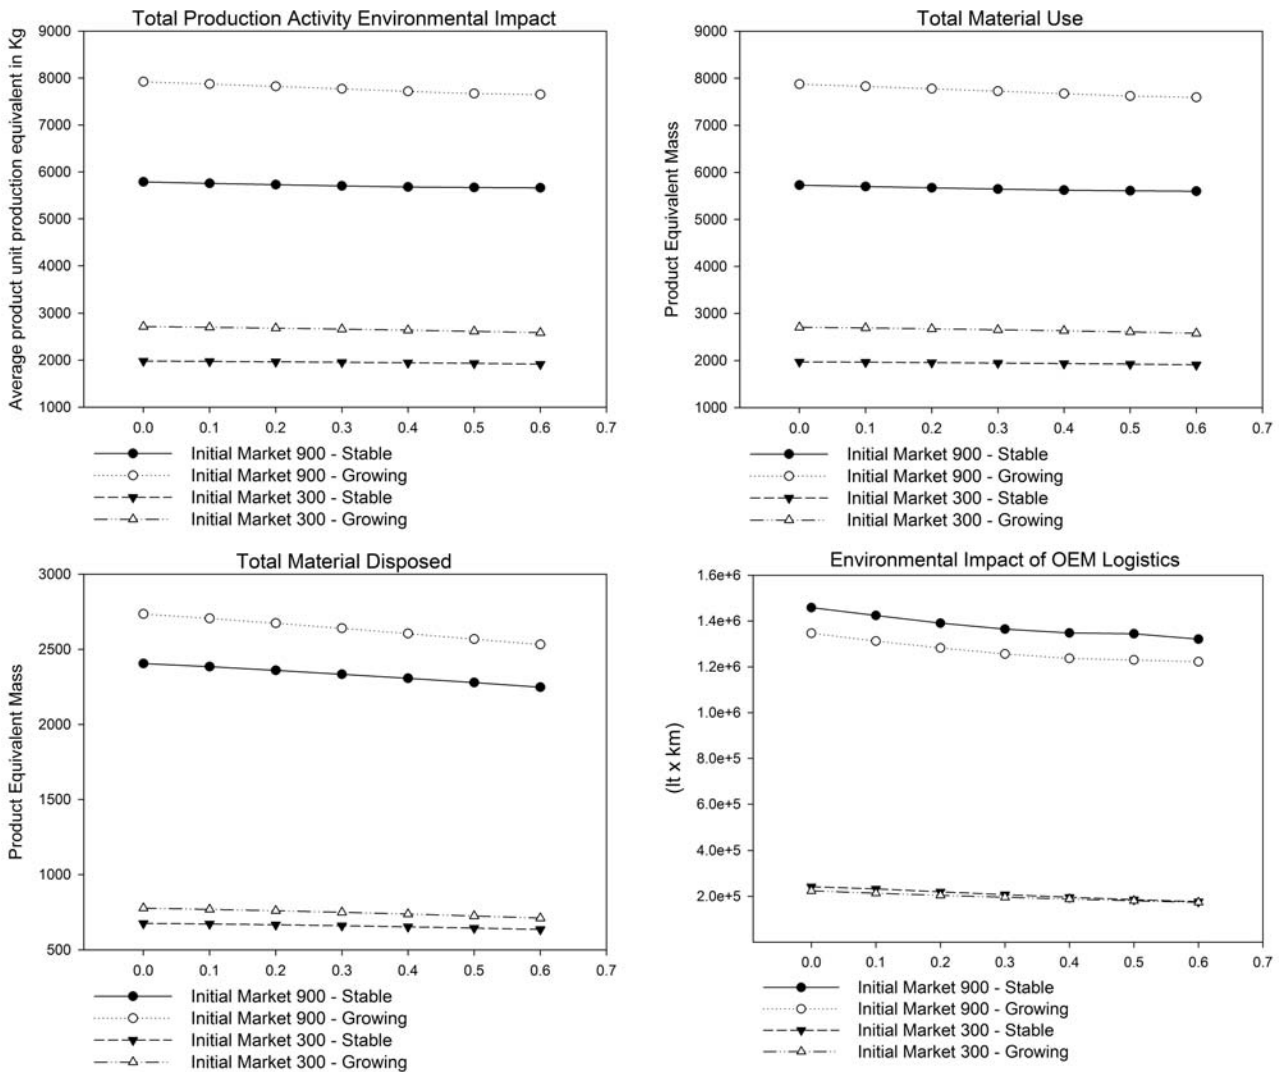 Total Production Activity Environmental Impact
Average product unit production equivalent in Kg
9000
8000
7000
6000
5000
4000
3000
2000
1000
0.0 0.1 0.2 0.3 0.4 0.5 0.6 0.7
Initial Market 900 - Stable
Initial Market 900 - Growing
Initial Market 300 - Stable
Initial Market 300 - Growing
Total Material Use
Product Equivalent Mass
9000
8000
7000
6000
5000
4000
3000
2000
1000
0.0 0.1 0.2 0.3 0.4 0.5 0.6 0.7
Initial Market 900 - Stable
Initial Market 900 - Growing
Initial Market 300 - Stable
Initial Market 300 - Growing
Total Material Disposed
Product Equivalent Mass
3000
2500
2000
1500
1000
500
0.0 0.1 0.2 0.3 0.4 0.5 0.6 0.7
Initial Market 900 - Stable
Initial Market 900 - Growing
Initial Market 300 - Stable
Initial Market 300 - Growing
Environmental Impact of OEM Logistics
(lt x km)
1.6e+6
1.4e+6
1.2e+6
1.0e+6
8.0e+5
6.0e+5
4.0e+5
2.0e+5
0.0 0.1 0.2 0.3 0.4 0.5 0.6 0.7
Initial Market 900 - Stable
Initial Market 900 - Growing
Initial Market 300 - Stable
Initial Market 300 - Growing